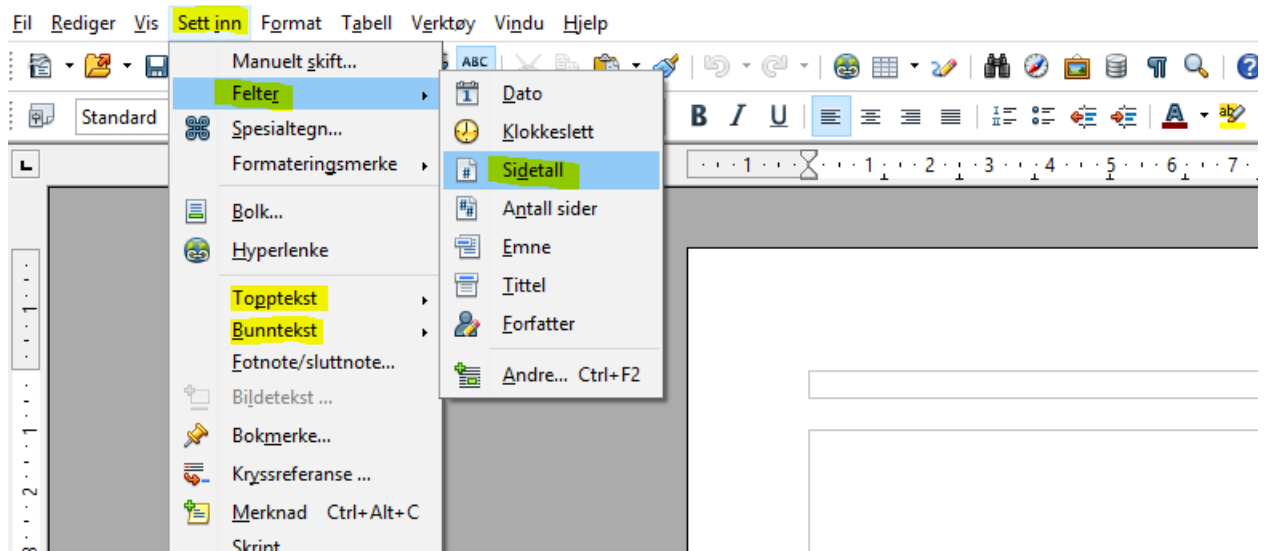 Fil Rediger Vis Sett inn Format Tabell Verktøy Vindu Hjelp
Manuelt skift...
ABC
Felter
Dato
Standard
B I U
A
Spesialtegn...
Klokkeslett
Formateringsmerke
Sidetall
1 1 2 3 4 5 6 7
Bolk...
Antall sider
Hyperlenke
Emne
Topptekst
Tittel
Bunntekst
Forfatter
Fotnote/sluttnote...
Andre... Ctrl+F2
Bildetekst ...
Bokmerke...
Kryssreferanse ...
Merknad Ctrl+Alt+C
Skript
1
1
2